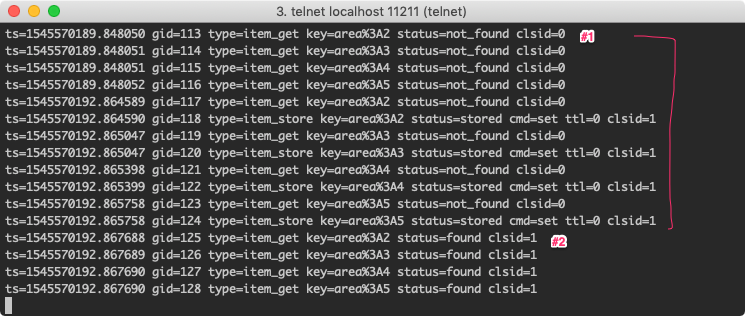 3. telnet localhost 11211 (telnet)
ts=1545570189.848050 gid=113 type=item_get key=area%3A2 status=not_found clsid=0 #1
ts=1545570189.848051 gid=114 type=item_get key=area%3A3 status=not_found clsid=0
ts=1545570189.848051 gid=115 type=item_get key=area%3A4 status=not_found clsid=0
ts=1545570189.848052 gid=116 type=item_get key=area%3A5 status=not_found clsid=0
ts=1545570192.864589 gid=117 type=item_get key=area%3A2 status=not_found clsid=0
ts=1545570192.864590 gid=118 type=item_store key=area%3A2 status=stored cmd=set ttl=0 clsid=1
ts=1545570192.865047 gid=119 type=item_get key=area%3A3 status=not_found clsid=0
ts=1545570192.865047 gid=120 type=item_store key=area%3A3 status=stored cmd=set ttl=0 clsid=1
ts=1545570192.865398 gid=121 type=item_get key=area%3A4 status=not_found clsid=0
ts=1545570192.865399 gid=122 type=item_store key=area%3A4 status=stored cmd=set ttl=0 clsid=1
ts=1545570192.865758 gid=123 type=item_get key=area%3A5 status=not_found clsid=0
ts=1545570192.865758 gid=124 type=item_store key=area%3A5 status=stored cmd=set ttl=0 clsid=1
ts=1545570192.867688 gid=125 type=item_get key=area%3A2 status=found clsid=1 #2
ts=1545570192.867689 gid=126 type=item_get key=area%3A3 status=found clsid=1
ts=1545570192.867690 gid=127 type=item_get key=area%3A4 status=found clsid=1
ts=1545570192.867690 gid=128 type=item_get key=area%3A5 status=found clsid=1